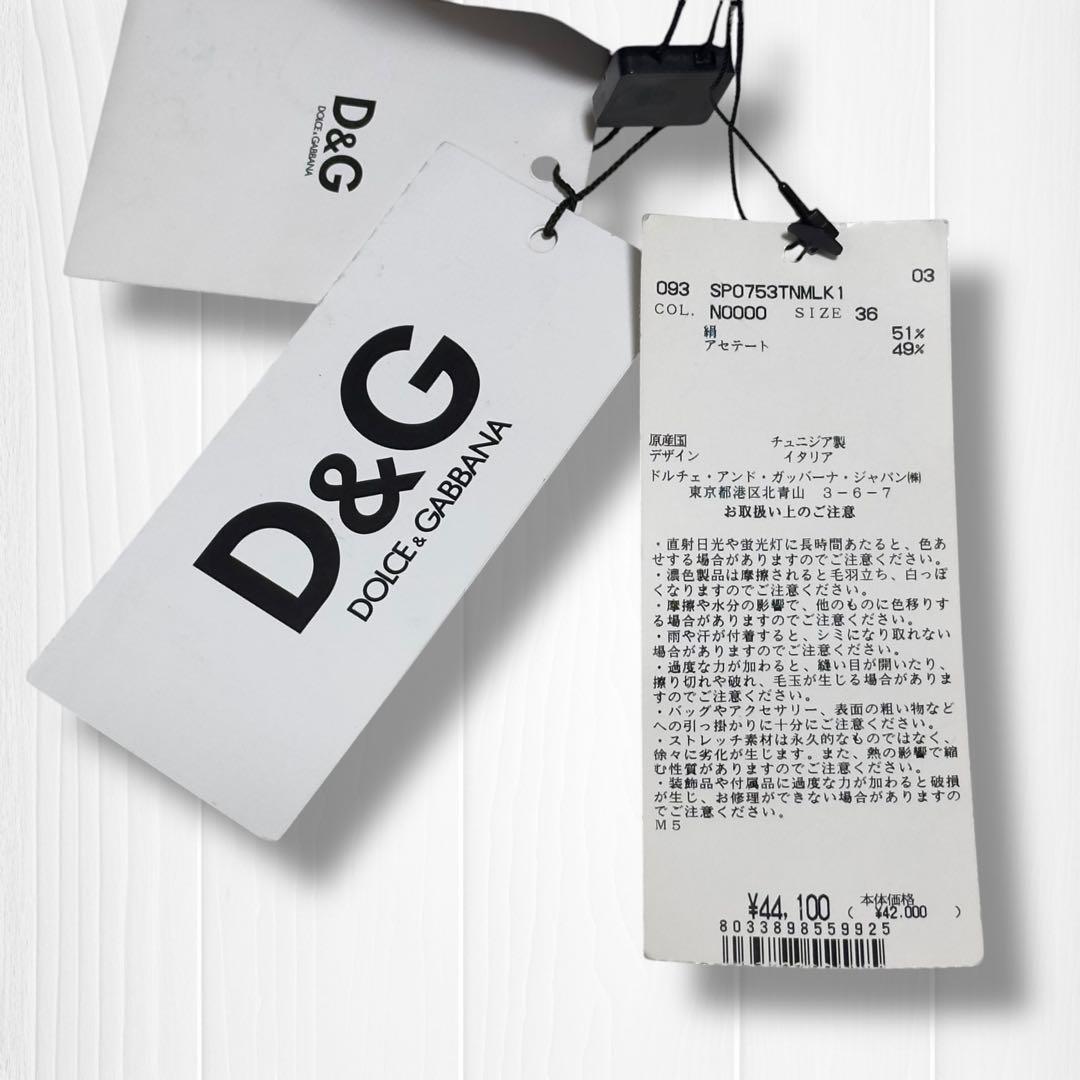 D&G
DOLCE & GABBANA
D&G
DOLCE & GABBANA
03
093 SP0753TNMLK1
COL. N0000 SIZE 36
絹 51%
アセテート 49%
原産国 チュニジア製
デザイン イタリア
ドルチェ・アンド・ガッバーナ・ジャパン㈱
東京都港区北青山 3-6-7
お取扱い上のご注意
・直射日光や蛍光灯に長時間あたると、色あ
せする場合がありますのでご注意ください。
・濃色製品は摩擦されると毛羽立ち、白っぽ
くなりますのでご注意ください。
・摩擦や水分の影響で、他のものに色移りす
る場合がありますのでご注意ください。
・雨や汗が付着すると、シミになり取れない
場合がありますのでご注意ください。
・過度な力が加わると、縫い目が開いたり、
擦り切れや破れ、毛玉が生じる場合がありま
すのでご注意ください。
・バッグやアクセサリー、表面の粗い物など
への引っ掛かりに十分にご注意ください。
・ストレッチ素材は永久的なものではなく、
徐々に劣化が生じます。また、熱の影響で縮
む性質がありますのでご注意ください。
・装飾品や付属品に過度な力が加わると破損
が生じ、お修理ができない場合がありますの
でご注意ください。
M5
¥44,100 ( 本体価格 ¥42.000 )
8033898559925